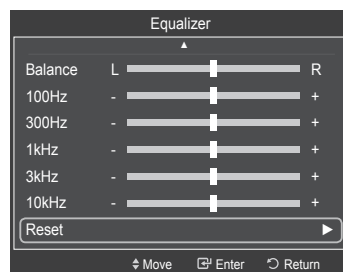 Equalizer
▲
Balance L R
100Hz - +
300Hz - +
1kHz - +
3kHz - +
10kHz - +
Reset ▶
Move Enter Return